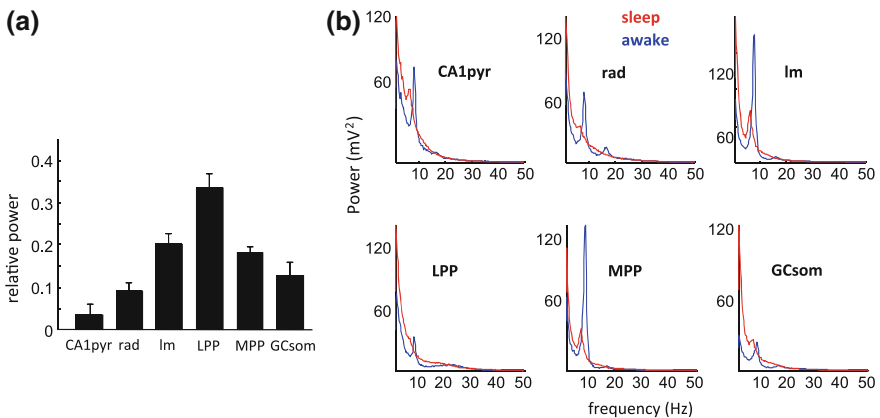 (a)
relative power
0.4
0.3
0.2
0.1
0
CA1pyr rad lm LPP MPP GCsom
(b)
Power (mV²)
sleep
awake
120
60
CA1pyr
10 20 30 40 50
120
60
rad
10 20 30 40 50
120
60
lm
10 20 30 40 50
120
60
LPP
10 20 30 40 50
120
60
MPP
10 20 30 40 50
120
60
GCsom
10 20 30 40 50
frequency (Hz)